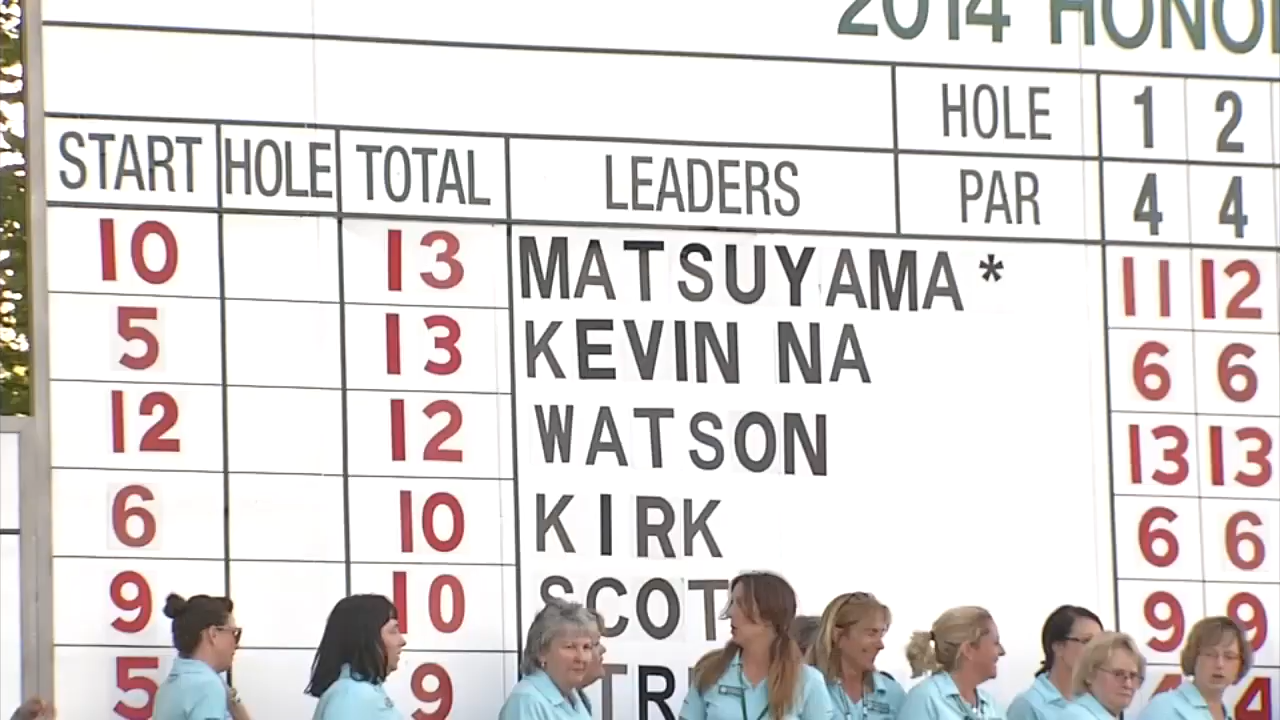 2014
HOLE 1 2
START HOLE TOTAL LEADERS PAR 4 4
10 13 MATSUYAMA * 11 12
5 13 KEVIN NA 6 6
12 12 WATSON 13 13
6 10 KIRK 6 6
9 10 SCOT 9 9
5 9